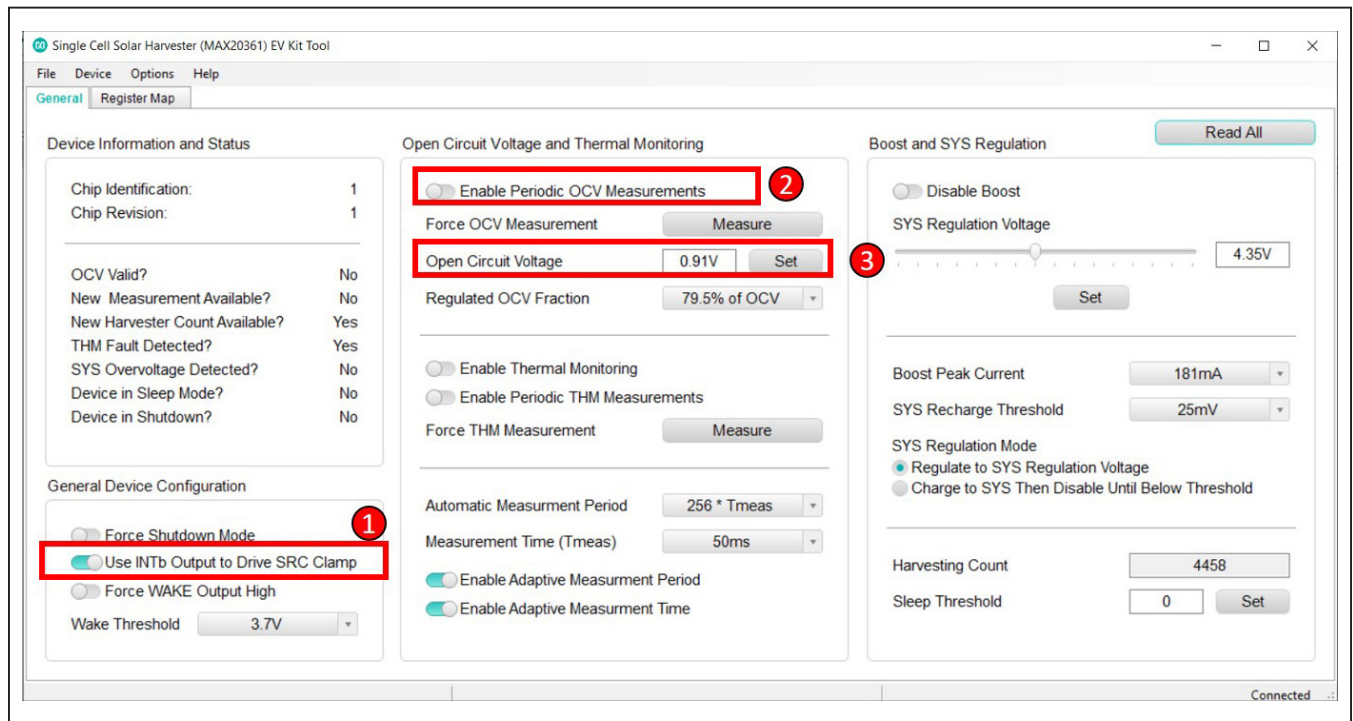 Single Cell Solar Harvester (MAX20361) EV Kit Tool
File Device Options Help
General Register Map
Read All
Device Information and Status
Chip Identification: 1
Chip Revision: 1
OCV Valid? No
New Measurement Available? No
New Harvester Count Available? Yes
THM Fault Detected? Yes
SYS Overvoltage Detected? No
Device in Sleep Mode? No
Device in Shutdown? No
General Device Configuration
Force Shutdown Mode
1
Use INTb Output to Drive SRC Clamp
Force WAKE Output High
Wake Threshold 3.7V
Open Circuit Voltage and Thermal Monitoring
Enable Periodic OCV Measurements 2
Force OCV Measurement Measure
Open Circuit Voltage 0.91V Set 3
Regulated OCV Fraction 79.5% of OCV
Enable Thermal Monitoring
Enable Periodic THM Measurements
Force THM Measurement Measure
Automatic Measurment Period 256 * Tmeas
Measurement Time (Tmeas) 50ms
Enable Adaptive Measurment Period
Enable Adaptive Measurment Time
Boost and SYS Regulation
Disable Boost
SYS Regulation Voltage
4.35V
Set
Boost Peak Current 181mA
SYS Recharge Threshold 25mV
SYS Regulation Mode
Regulate to SYS Regulation Voltage
Charge to SYS Then Disable Until Below Threshold
Harvesting Count 4458
Sleep Threshold 0 Set
Connected